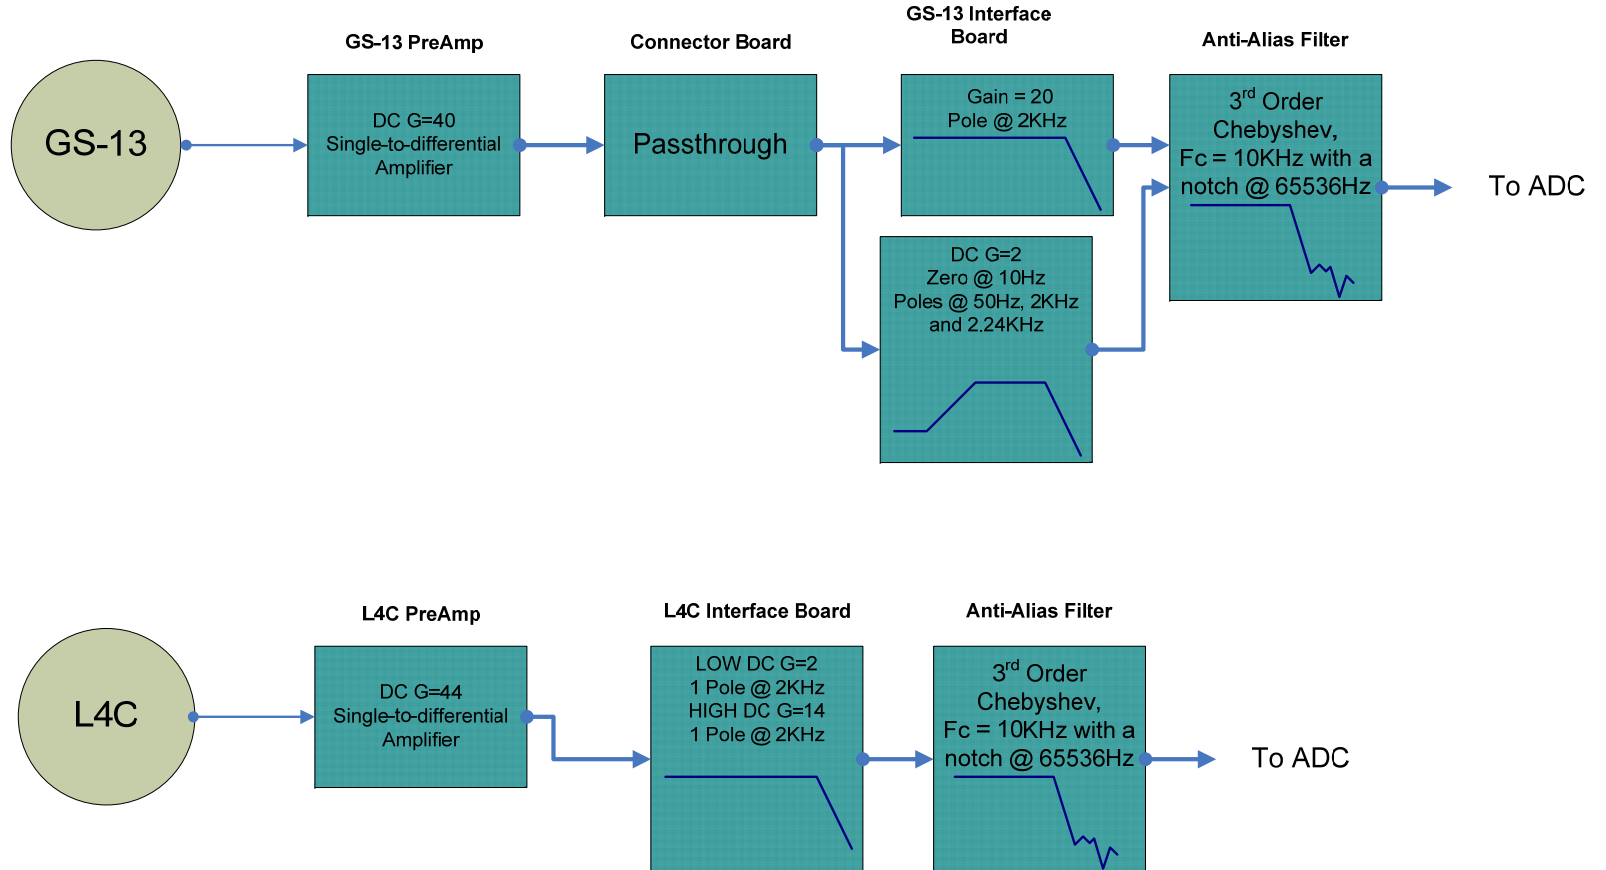 GS-13 Interface
Board
GS-13 PreAmp
Connector Board
Anti-Alias Filter
GS-13
DC G=40
Single-to-differential
Amplifier
Passthrough
Gain = 20
Pole @ 2KHz
3rd Order
Chebyshev,
Fc = 10KHz with a
notch @ 65536Hz
To ADC
DC G=2
Zero @ 10Hz
Poles @ 50Hz, 2KHz
and 2.24KHz
L4C PreAmp
L4C Interface Board
Anti-Alias Filter
L4C
DC G=44
Single-to-differential
Amplifier
LOW DC G=2
1 Pole @ 2KHz
HIGH DC G=14
1 Pole @ 2KHz
3rd Order
Chebyshev,
Fc = 10KHz with a
notch @ 65536Hz
To ADC